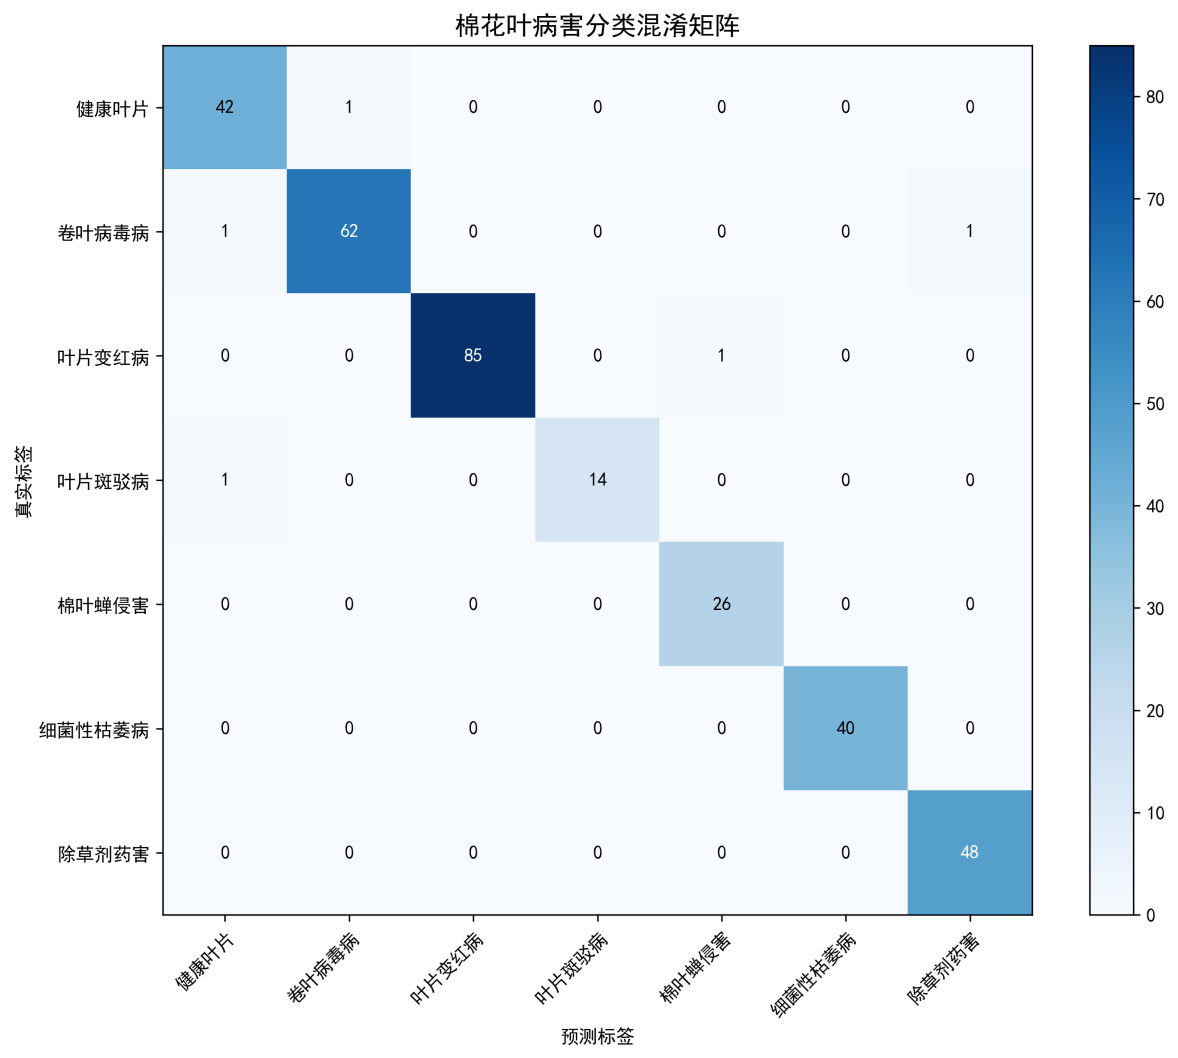 棉花叶病害分类混淆矩阵
真实标签
健康叶片 42 1 0 0 0 0 0
卷叶病毒病 1 62 0 0 0 0 1
叶片变红病 0 0 85 0 1 0 0
叶片斑驳病 1 0 0 14 0 0 0
棉叶蝉侵害 0 0 0 0 26 0 0
细菌性枯萎病 0 0 0 0 0 40 0
除草剂药害 0 0 0 0 0 0 48
健康叶片 卷叶病毒病 叶片变红病 叶片斑驳病 棉叶蝉侵害 细菌性枯萎病 除草剂药害
预测标签
80
70
60
50
40
30
20
10
0